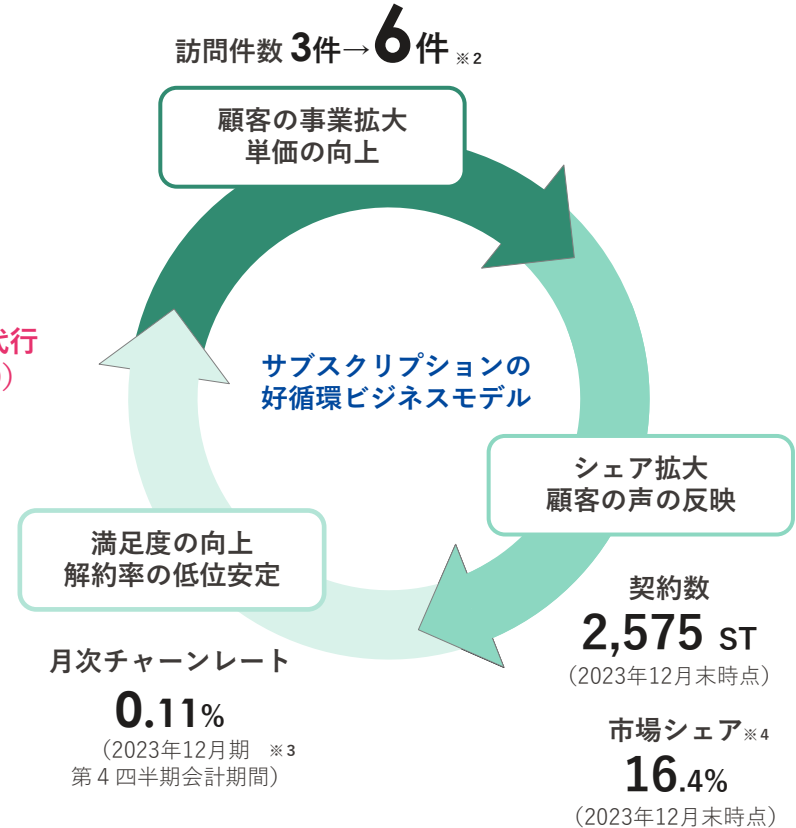 訪問件数 3件→6件 ※2
顧客の事業拡大
単価の向上
代行
)
サブスクリプションの
好循環ビジネスモデル
シェア拡大
顧客の声の反映
満足度の向上
解約率の低位安定
契約数
2,575 ST
（2023年12月末時点）
月次チャーンレート
0.11%
（2023年12月期 ※3
第４四半期会計期間）
市場シェア※4
16.4%
（2023年12月末時点）